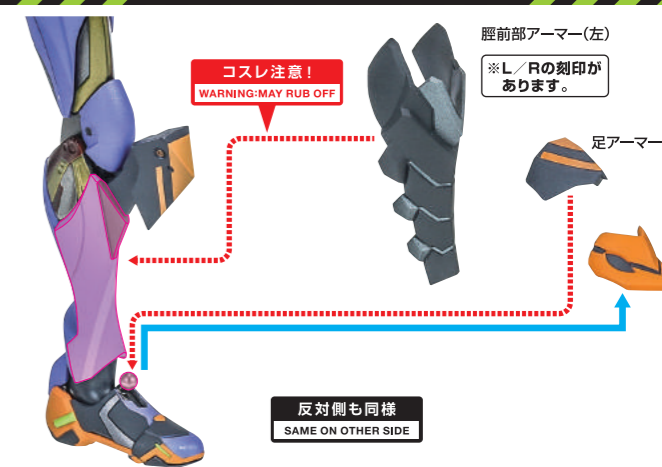 脛前部アーマー(左)
コスレ注意!
WARNING:MAY RUB OFF
※L/Rの刻印が
あります。
足アーマー
反対側も同様
SAME ON OTHER SIDE